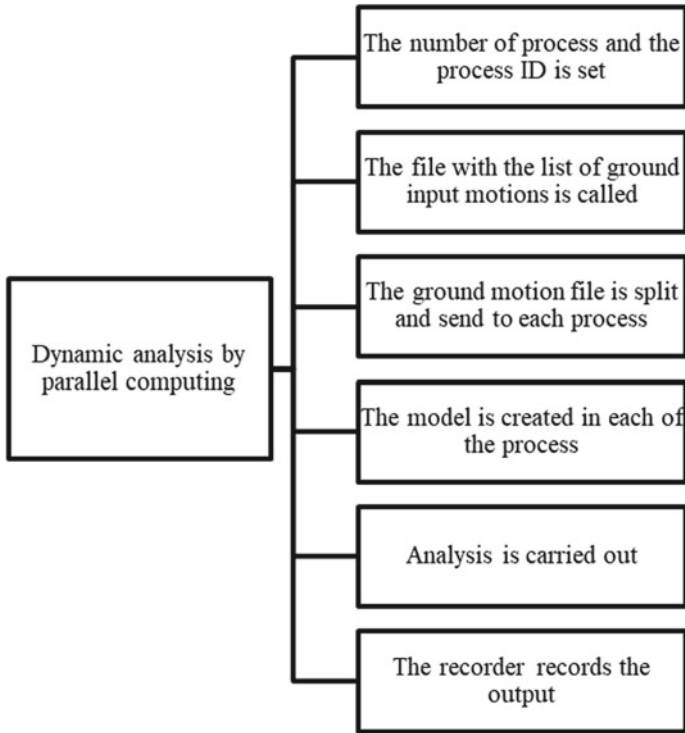 The number of process and the
process ID is set
The file with the list of ground
input motions is called
The ground motion file is split
and send to each process
Dynamic analysis by
parallel computing
The model is created in each of
the process
Analysis is carried out
The recorder records the
output